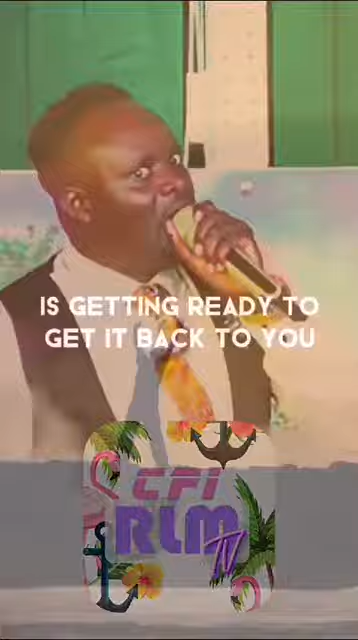 IS GETTING READY TO
GET IT BACK TO YOU
CFI
RLM
TV